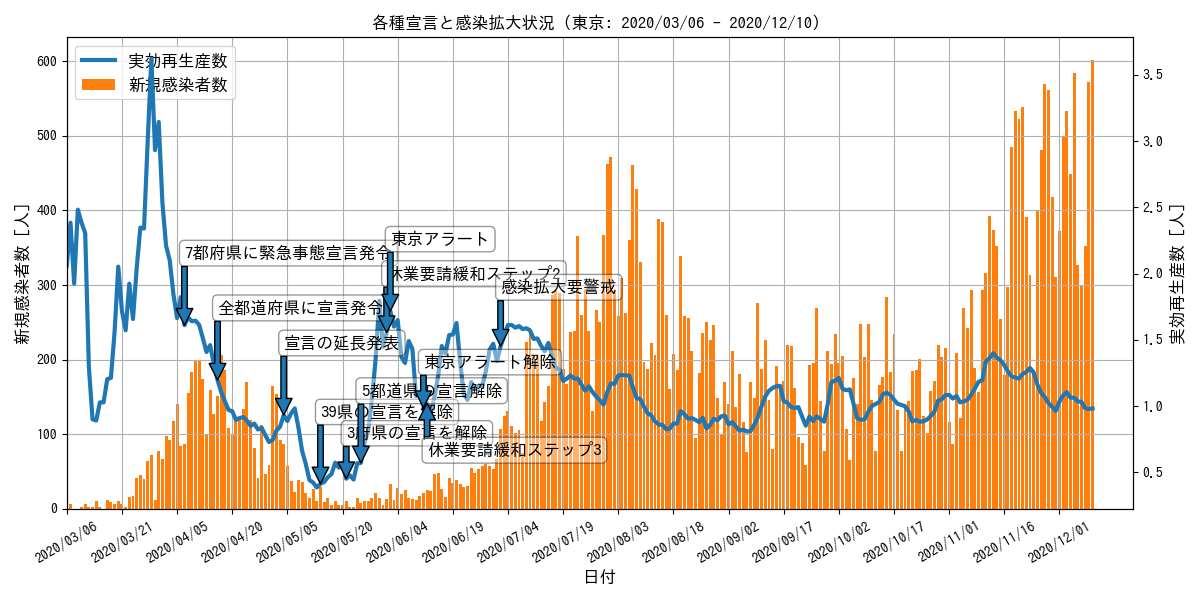 各種宣言と感染拡大状況 (東京: 2020/03/06 - 2020/12/10)
実効再生産数
新規感染者数
600
500
400
300
200
100
0
新規感染者数 [人]
3.5
3.0
2.5
2.0
1.5
1.0
0.5
実効再生産数 [人]
東京アラート
7都府県に緊急事態宣言発令
休業要請緩和ステップ2
感染拡大要警戒
全都道府県に宣言発令
宣言の延長発表
東京アラート解除
5都道県の宣言解除
39県の宣言を解除
3府県の宣言を解除
休業要請緩和ステップ3
2020/03/06
2020/03/21
2020/04/05
2020/04/20
2020/05/05
2020/05/20
2020/06/04
2020/06/19
2020/07/04
2020/07/19
2020/08/03
2020/08/18
2020/09/02
2020/09/17
2020/10/02
2020/10/17
2020/11/01
2020/11/16
2020/12/01
日付